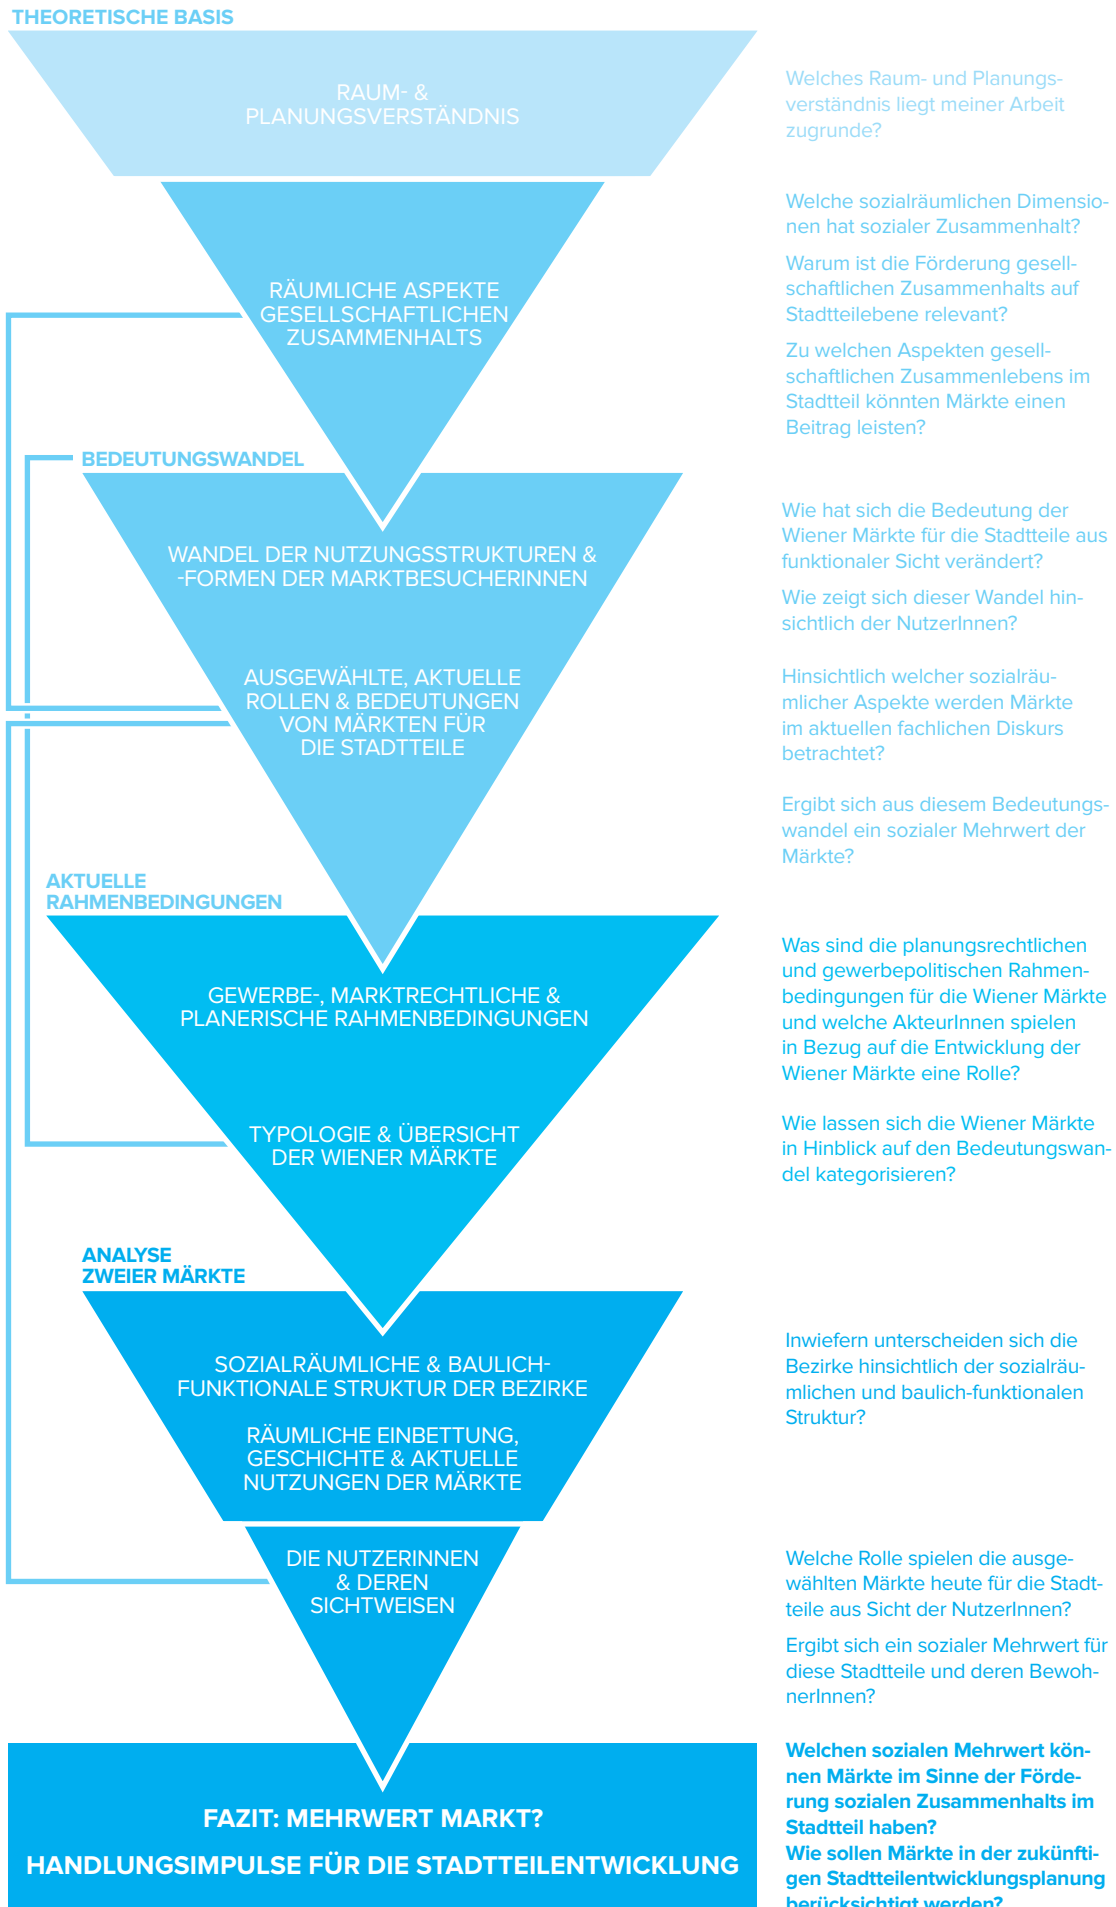 THEORETISCHE BASIS
RAUM- &
PLANUNGSVERSTÄNDNIS
Welches Raum- und Planungs-
verständnis liegt meiner Arbeit
zugrunde?
RÄUMLICHE ASPEKTE
GESELLSCHAFTLICHEN
ZUSAMMENHALTS
Welche sozialräumlichen Dimensio-
nen hat sozialer Zusammenhalt?
Warum ist die Förderung gesell-
schaftlichen Zusammenhalts auf
Stadtteilebene relevant?
Zu welchen Aspekten gesell-
schaftlichen Zusammenlebens im
Stadtteil könnten Märkte einen
Beitrag leisten?
BEDEUTUNGSWANDEL
WANDEL DER NUTZUNGSSTRUKTUREN &
-FORMEN DER MARKTBESUCHERINNEN
Wie hat sich die Bedeutung der
Wiener Märkte für die Stadtteile aus
funktionaler Sicht verändert?
Wie zeigt sich dieser Wandel hin-
sichtlich der NutzerInnen?
AUSGEWÄHLTE, AKTUELLE
ROLLEN & BEDEUTUNGEN
VON MÄRKTEN FÜR
DIE STADTTEILE
Hinsichtlich welcher sozialräu-
mlicher Aspekte werden Märkte
im aktuellen fachlichen Diskurs
betrachtet?
Ergibt sich aus diesem Bedeutungs-
wandel ein sozialer Mehrwert der
Märkte?
AKTUELLE
RAHMENBEDINGUNGEN
GEWERBE-, MARKTRECHTLICHE &
PLANERISCHE RAHMENBEDINGUNGEN
Was sind die planungsrechtlichen
und gewerbepolitischen Rahmen-
bedingungen für die Wiener Märkte
und welche AkteurInnen spielen
in Bezug auf die Entwicklung der
Wiener Märkte eine Rolle?
TYPOLOGIE & ÜBERSICHT
DER WIENER MÄRKTE
Wie lassen sich die Wiener Märkte
in Hinblick auf den Bedeutungswan-
del kategorisieren?
ANALYSE
ZWEIER MÄRKTE
SOZIALRÄUMLICHE & BAULICH-
FUNKTIONALE STRUKTUR DER BEZIRKE
RÄUMLICHE EINBETTUNG,
GESCHICHTE & AKTUELLE
NUTZUNGEN DER MÄRKTE
Inwiefern unterscheiden sich die
Bezirke hinsichtlich der sozialräu-
mlichen und baulich-funktionalen
Struktur?
DIE NUTZERINNEN
& DEREN
SICHTWEISEN
Welche Rolle spielen die ausge-
wählten Märkte heute für die Stadt-
teile aus Sicht der NutzerInnen?
Ergibt sich ein sozialer Mehrwert für
diese Stadtteile und deren Bewoh-
nerInnen?
FAZIT: MEHRWERT MARKT?
HANDLUNGSIMPULSE FÜR DIE STADTTEILENTWICKLUNG
Welchen sozialen Mehrwert kön-
nen Märkte im Sinne der Förde-
rung sozialen Zusammenhalts im
Stadtteil haben?
Wie sollen Märkte in der zukünfti-
gen Stadtteilentwicklungsplanung
berücksichtigt werden?